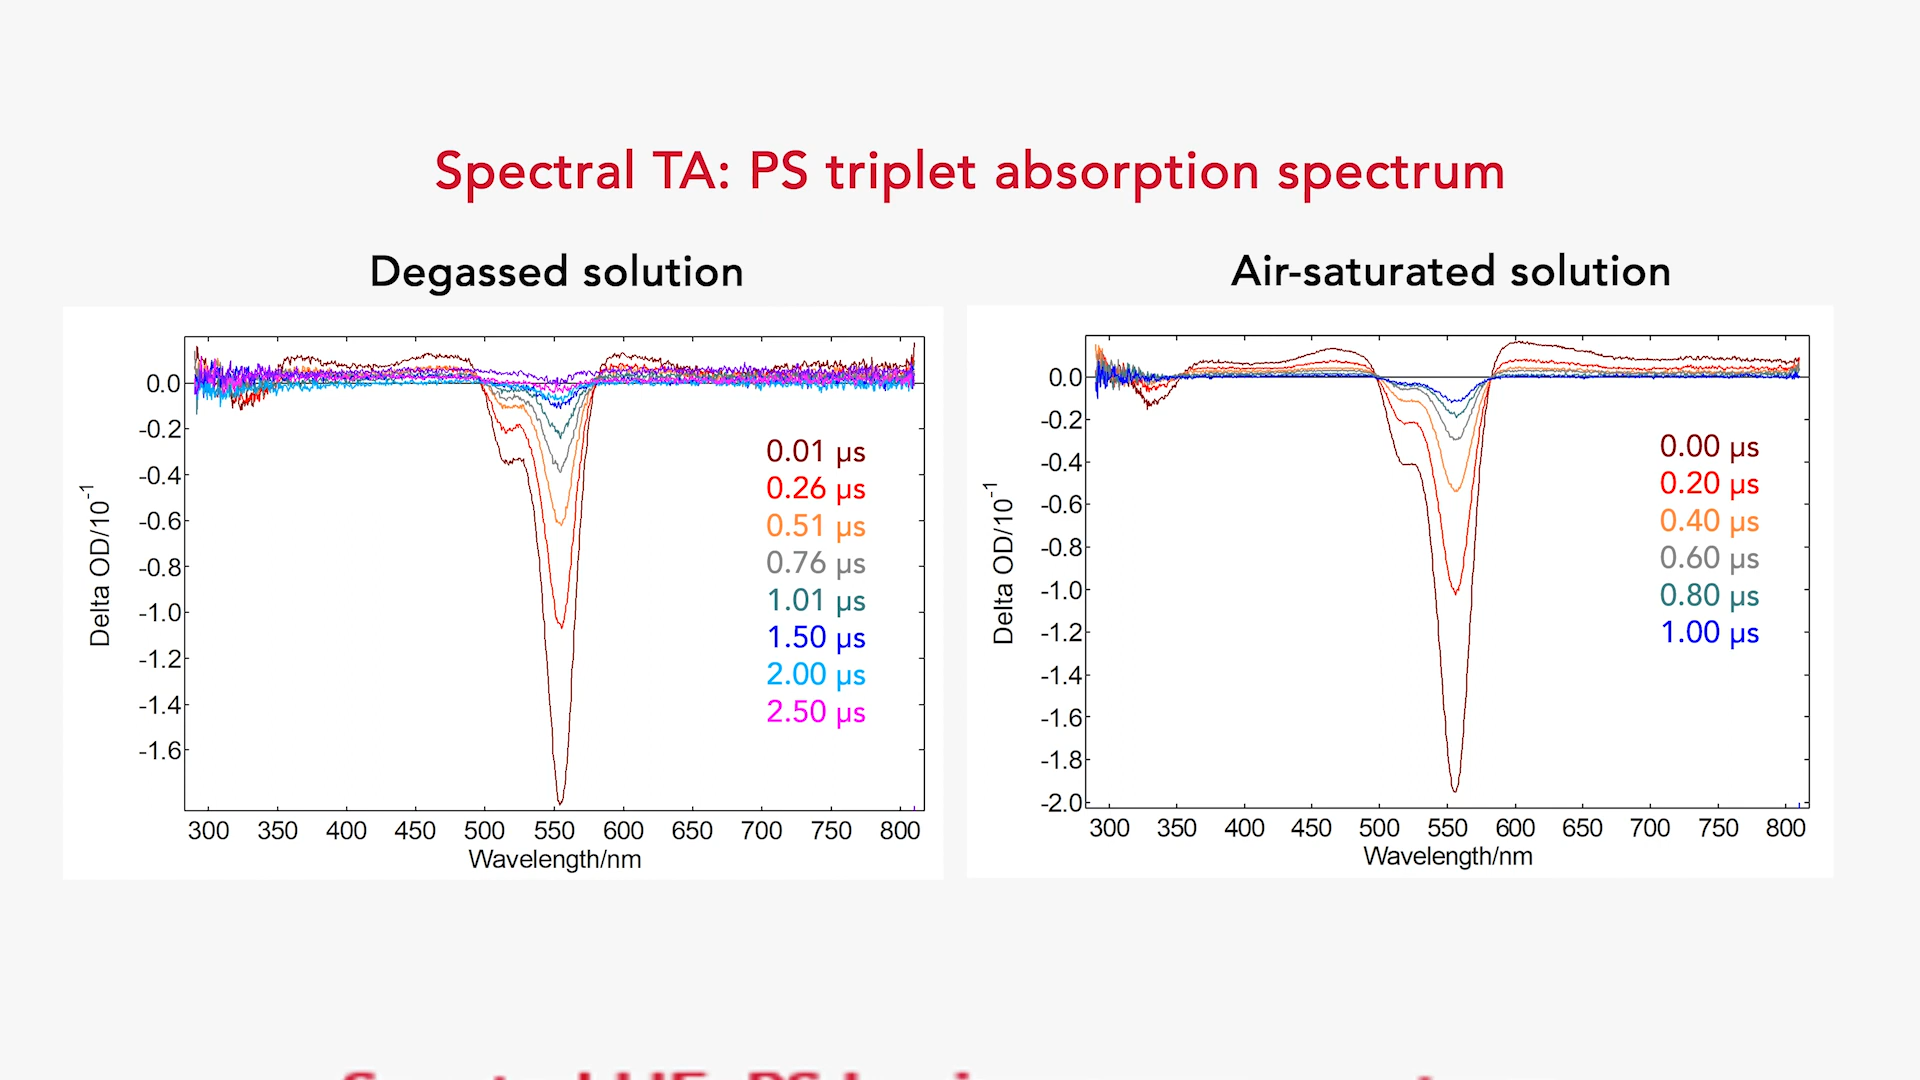 Spectral TA: PS triplet absorption spectrum
Degassed solution
0.0
-0.2
-0.4
-0.6
-0.8
-1.0
-1.2
-1.4
-1.6
Delta OD/10⁻¹
300 350 400 450 500 550 600 650 700 750 800
Wavelength/nm
0.01 µs
0.26 µs
0.51 µs
0.76 µs
1.01 µs
1.50 µs
2.00 µs
2.50 µs
Air-saturated solution
0.0
-0.2
-0.4
-0.6
-0.8
-1.0
-1.2
-1.4
-1.6
-1.8
-2.0
Delta OD/10⁻¹
300 350 400 450 500 550 600 650 700 750 800
Wavelength/nm
0.00 µs
0.20 µs
0.40 µs
0.60 µs
0.80 µs
1.00 µs